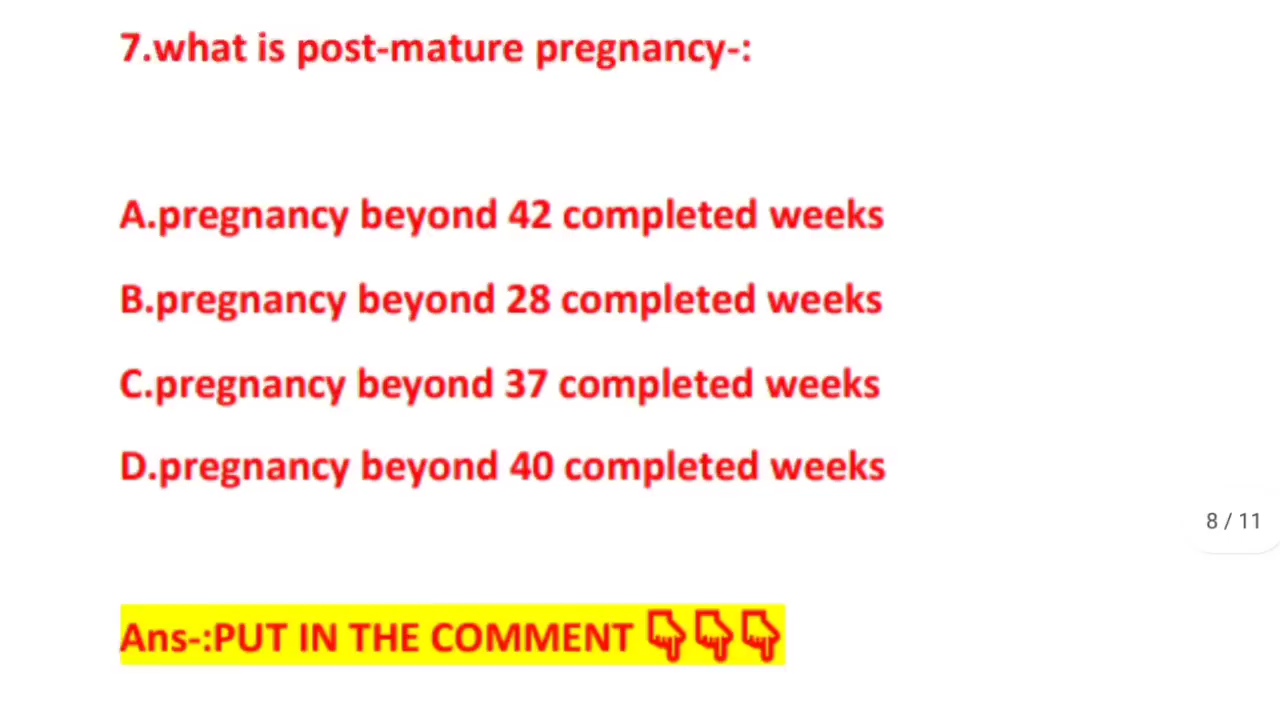 7.what is post-mature pregnancy-:
A.pregnancy beyond 42 completed weeks
B.pregnancy beyond 28 completed weeks
C.pregnancy beyond 37 completed weeks
D.pregnancy beyond 40 completed weeks
8 / 11
Ans-:PUT IN THE COMMENT 👇👇👇